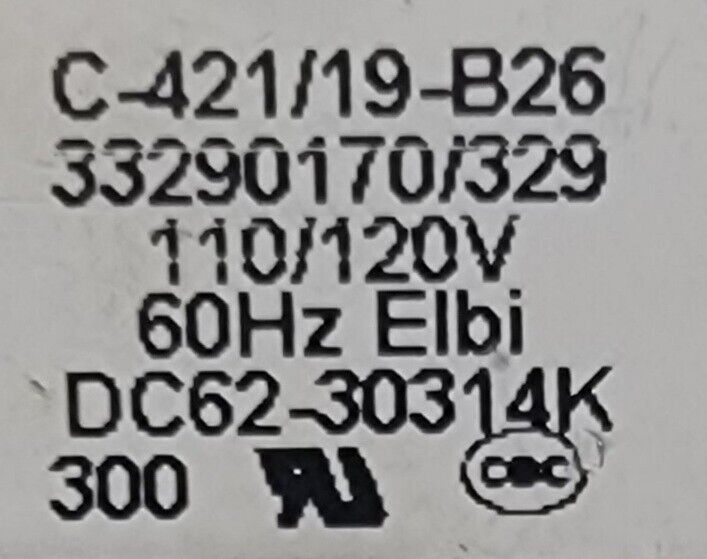 C-421/19-B26
33290170/329
110/120V
60Hz Elbi
DC62-30314K
300